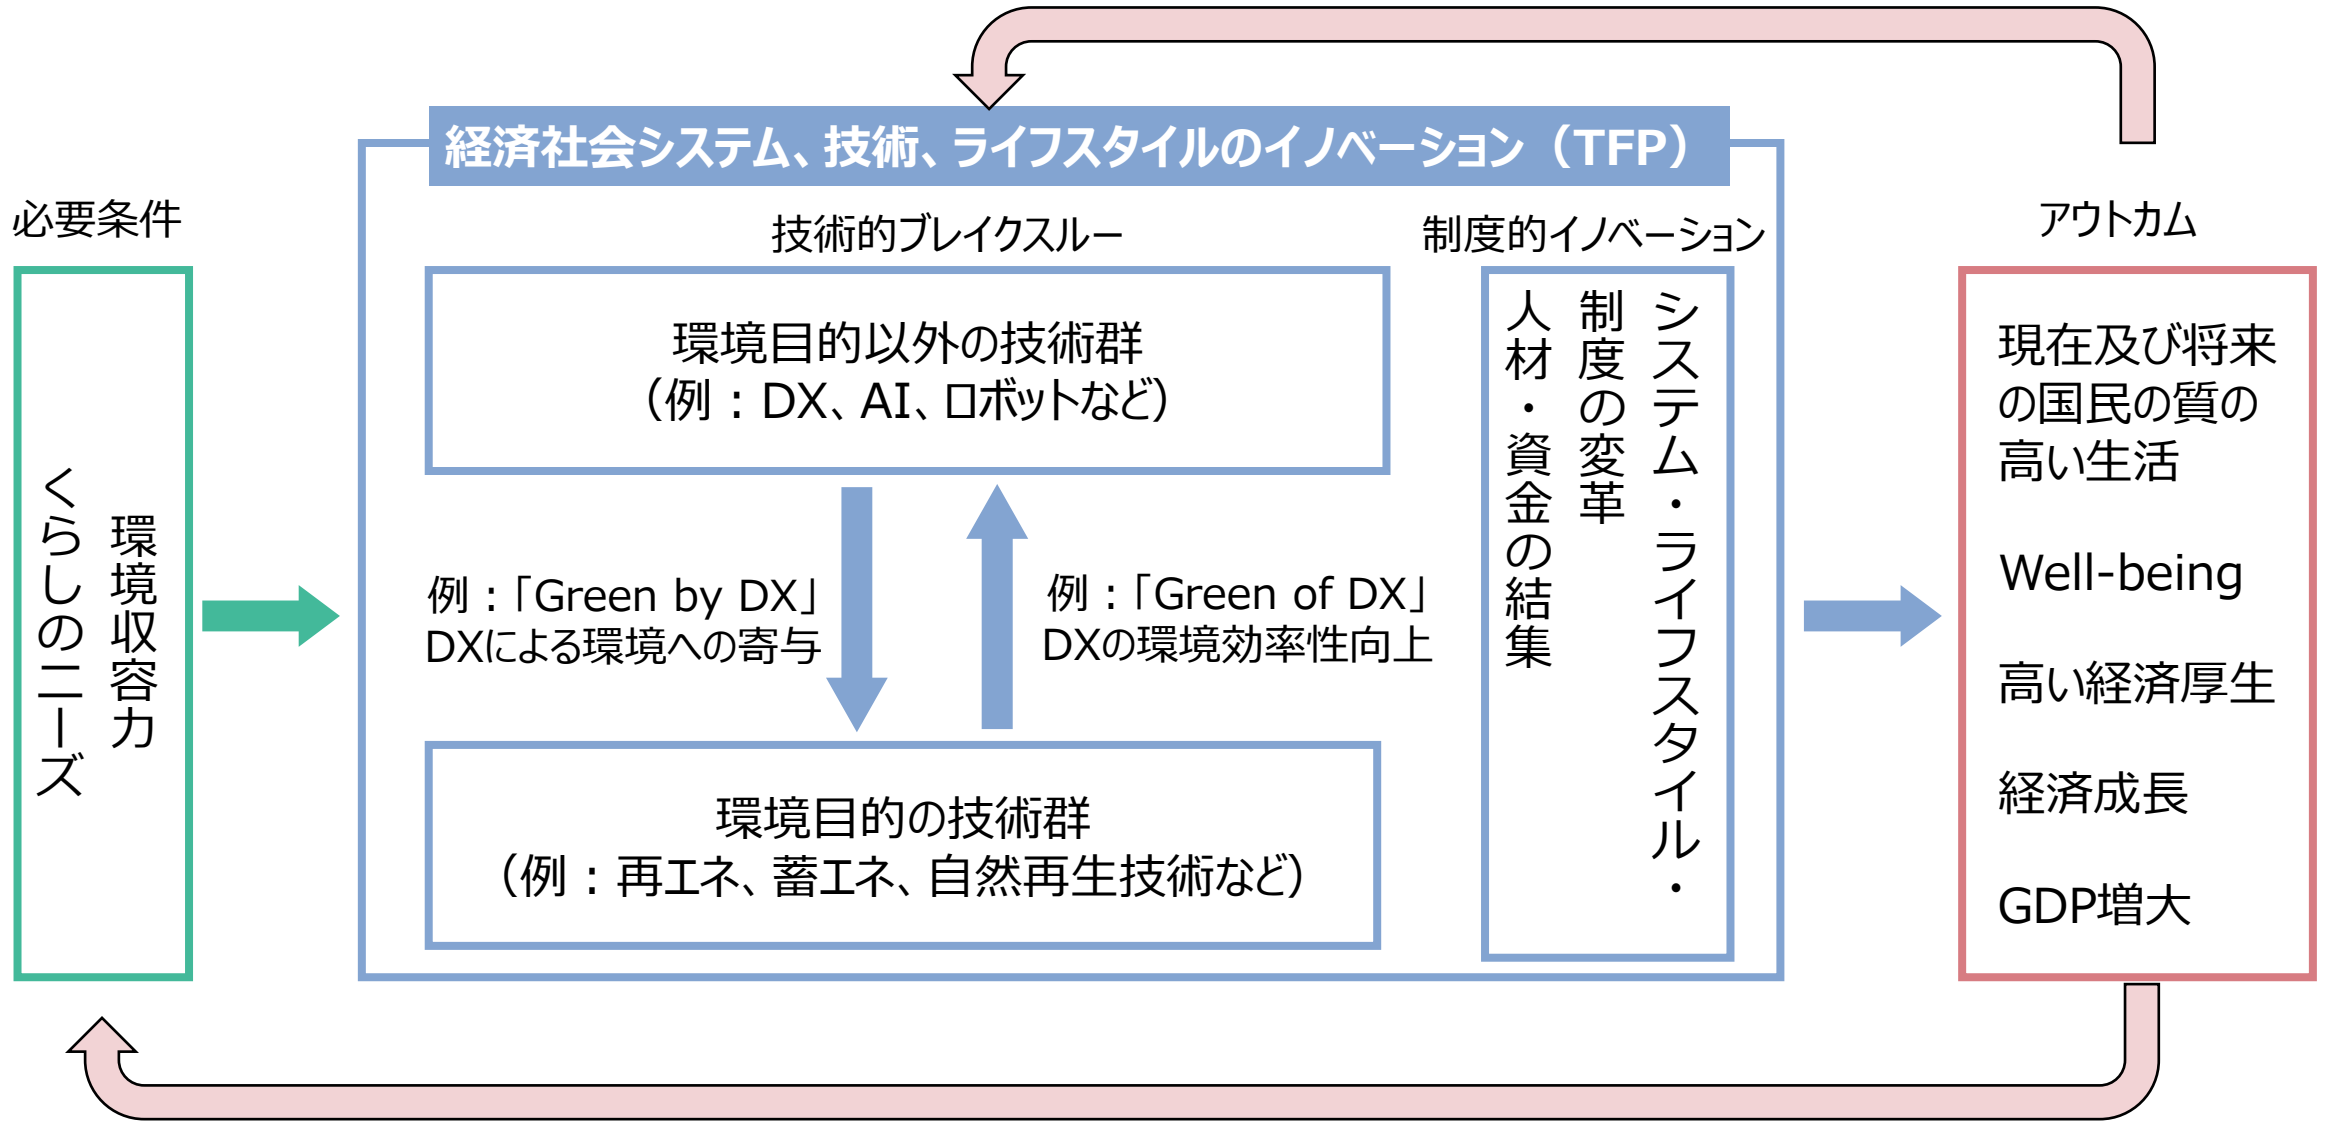 経済社会システム、技術、ライフスタイルのイノベーション（TFP）
必要条件
環境収容力
くらしのニーズ
技術的ブレイクスルー
環境目的以外の技術群
（例：DX、AI、ロボットなど）
例：「Green by DX」
DXによる環境への寄与
例：「Green of DX」
DXの環境効率性向上
環境目的の技術群
（例：再エネ、蓄エネ、自然再生技術など）
制度的イノベーション
システム・ライフスタイル・
制度の変革
人材・資金の結集
アウトカム
現在及び将来
の国民の質の
高い生活
Well-being
高い経済厚生
経済成長
GDP増大